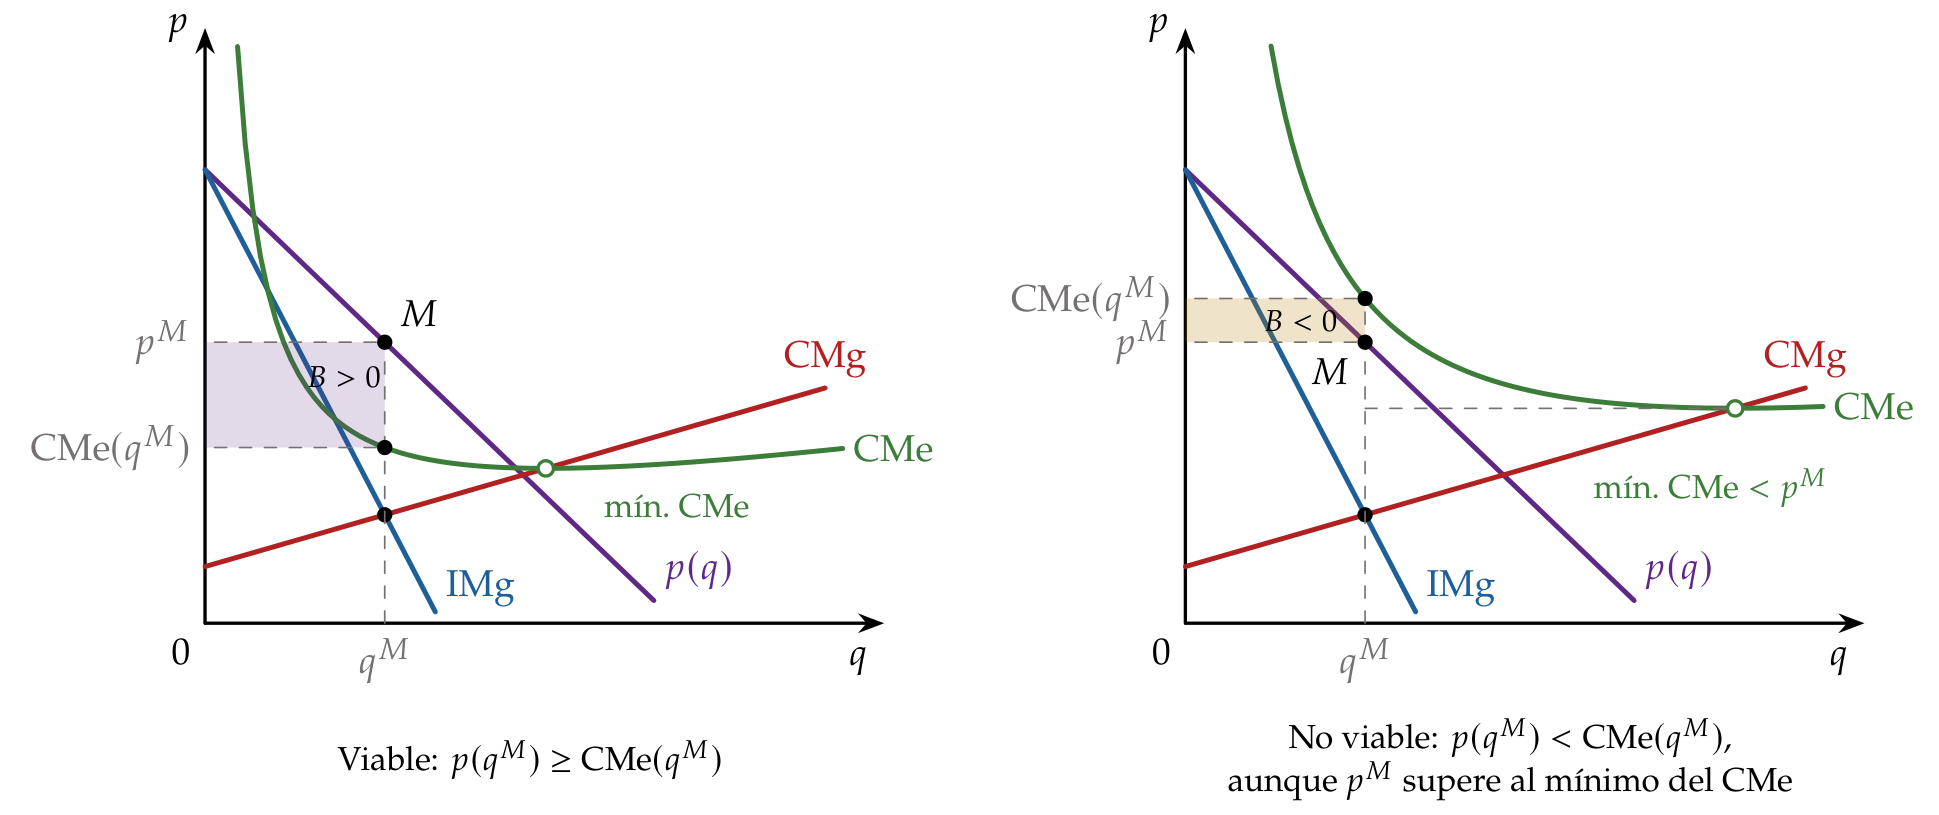 p
M
p^M
B > 0
CMe(q^M)
CMg
CMe
mín. CMe
p(q)
IMg
0
q^M
q
Viable: p(q^M) ≥ CMe(q^M)
p
CMe(q^M)
p^M
B < 0
M
CMg
CMe
mín. CMe < p^M
p(q)
IMg
0
q^M
q
No viable: p(q^M) < CMe(q^M),
aunque p^M supere al mínimo del CMe